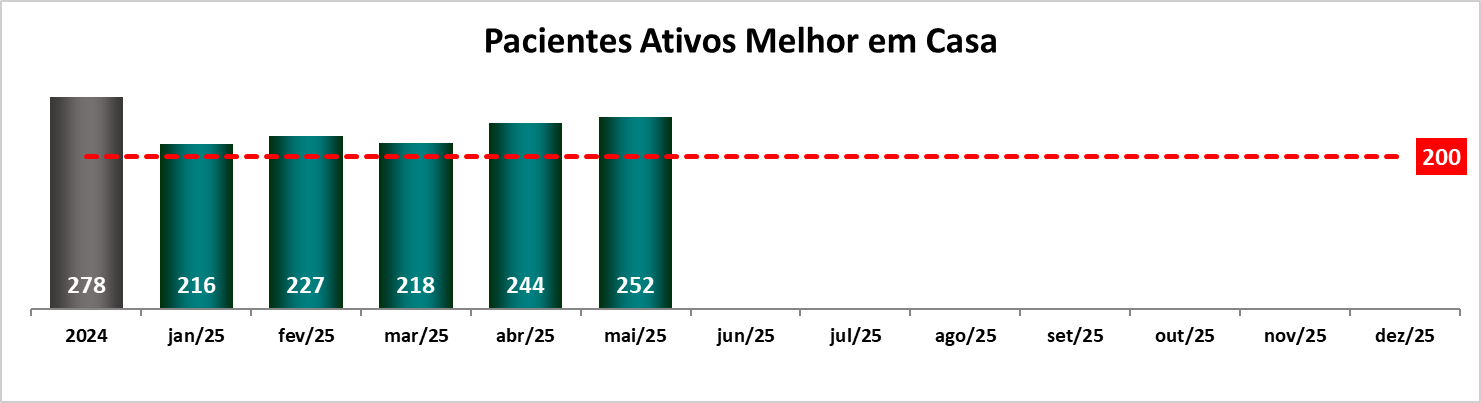 Pacientes Ativos Melhor em Casa
200
278 216 227 218 244 252
2024 jan/25 fev/25 mar/25 abr/25 mai/25 jun/25 jul/25 ago/25 set/25 out/25 nov/25 dez/25